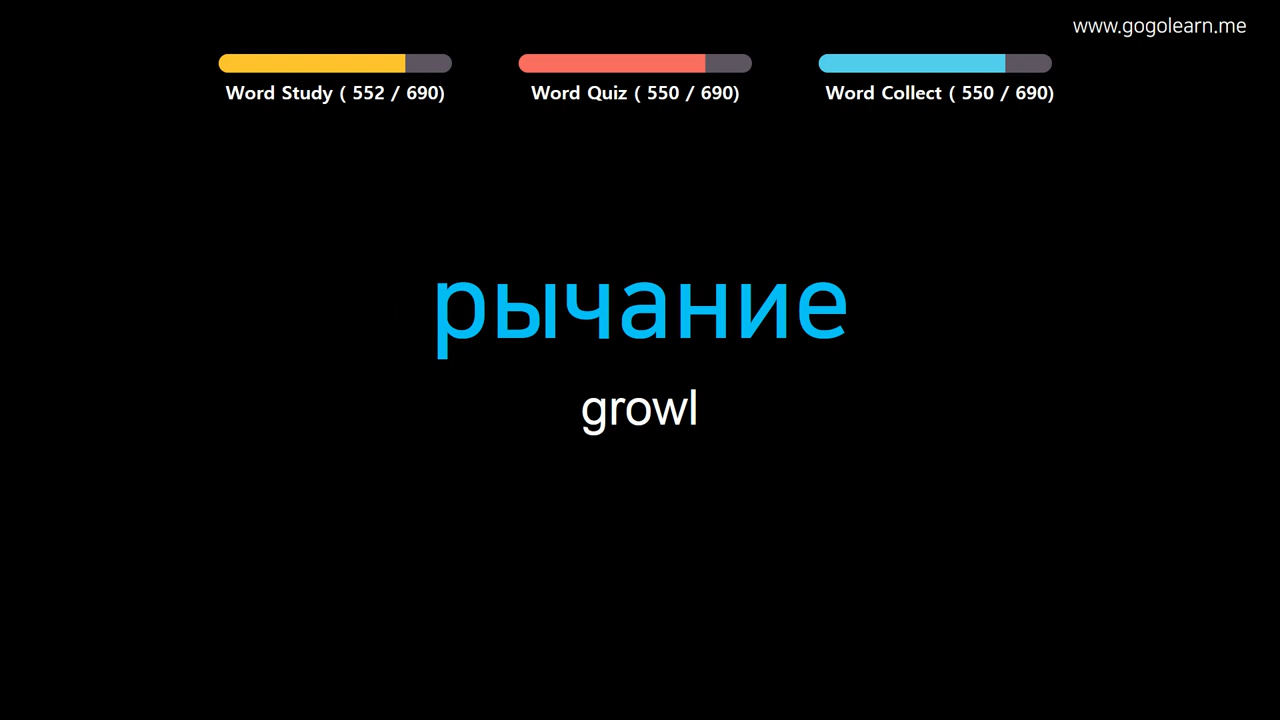 www.gogolearn.me
Word Study ( 552 / 690)
Word Quiz ( 550 / 690)
Word Collect ( 550 / 690)
рычание
growl